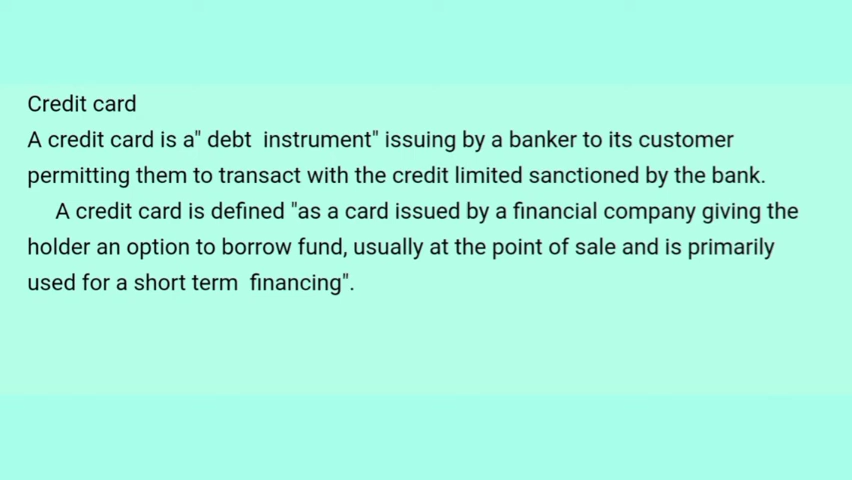 Credit card
A credit card is a" debt  instrument" issuing by a banker to its customer
permitting them to transact with the credit limited sanctioned by the bank.
A credit card is defined "as a card issued by a financial company giving the
holder an option to borrow fund, usually at the point of sale and is primarily
used for a short term  financing".